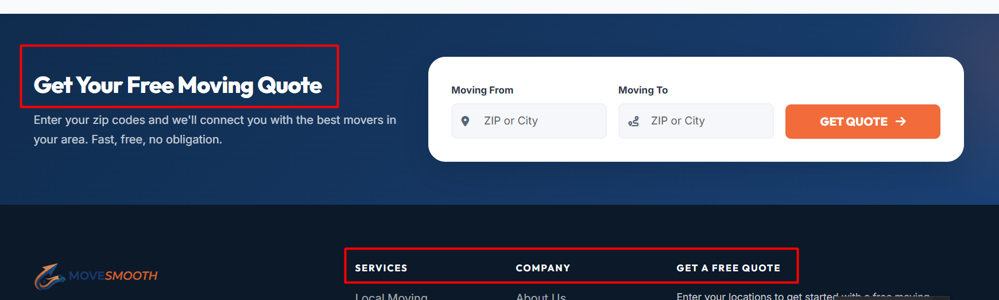 Get Your Free Moving Quote
Enter your zip codes and we'll connect you with the best movers in
your area. Fast, free, no obligation.
Moving From
ZIP or City
Moving To
ZIP or City
GET QUOTE
MOVESMOOTH
SERVICES
COMPANY
GET A FREE QUOTE
Local Moving
About Us
Enter your locations to get started with a free moving